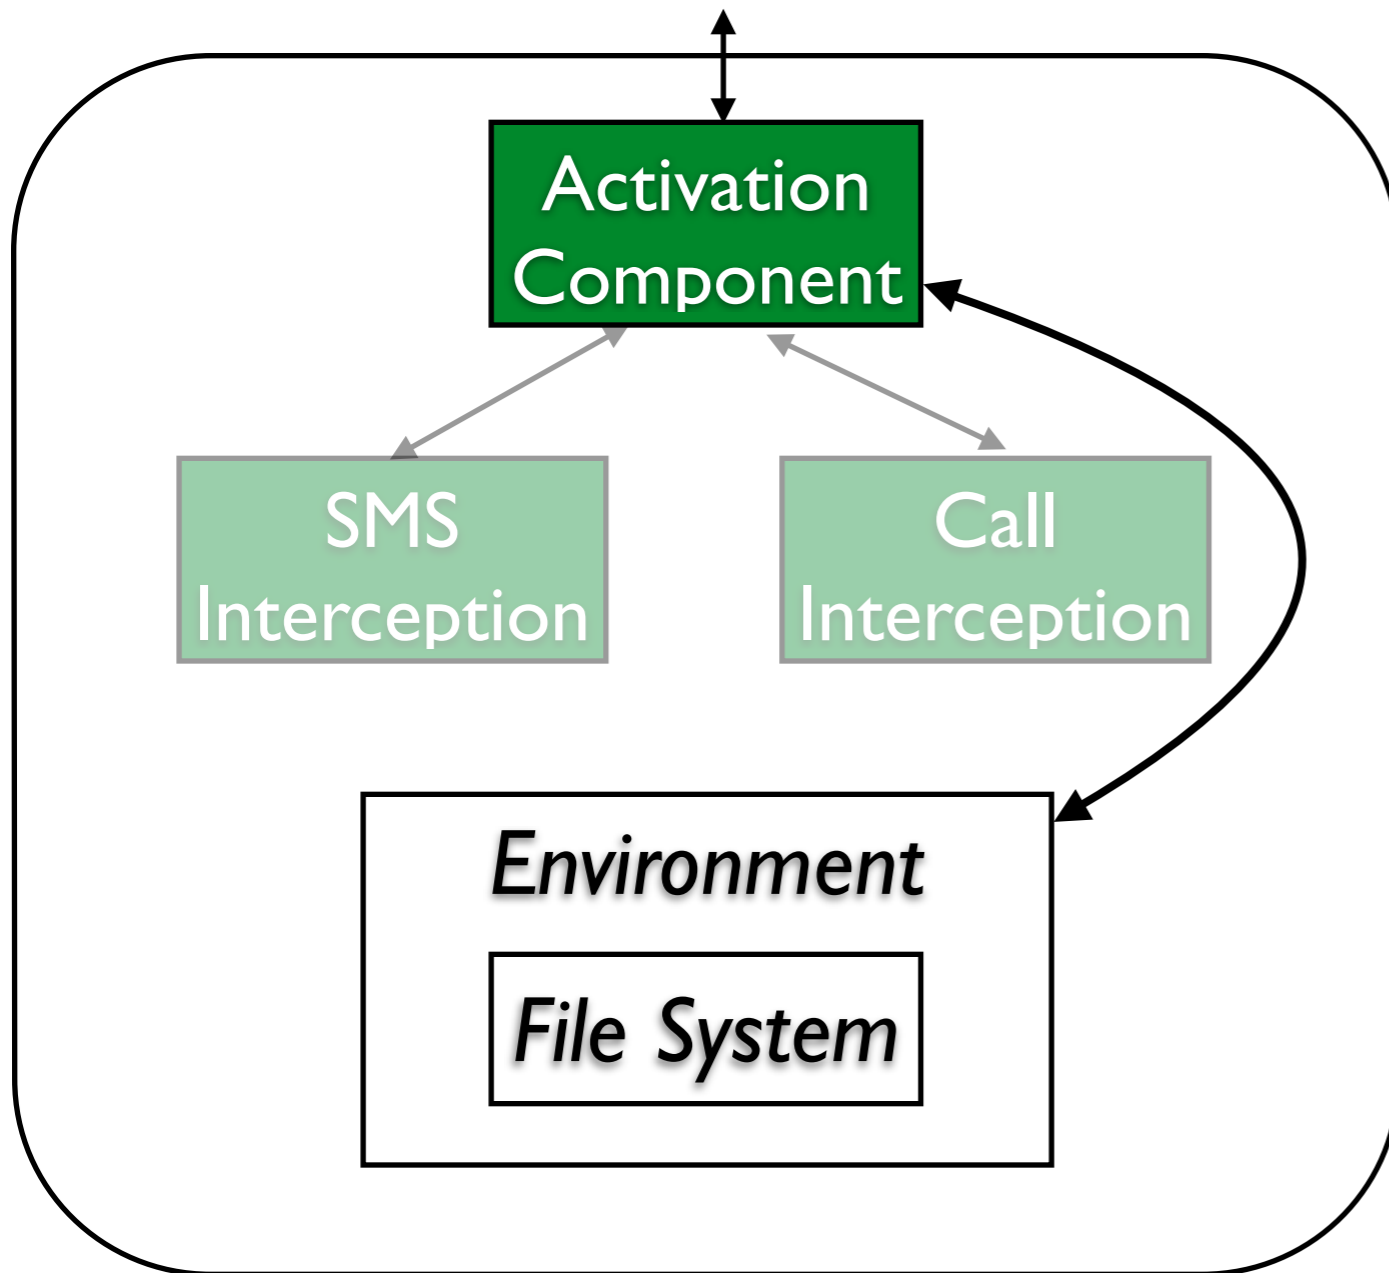 Activation
Component
SMS
Interception
Call
Interception
Environment
File System